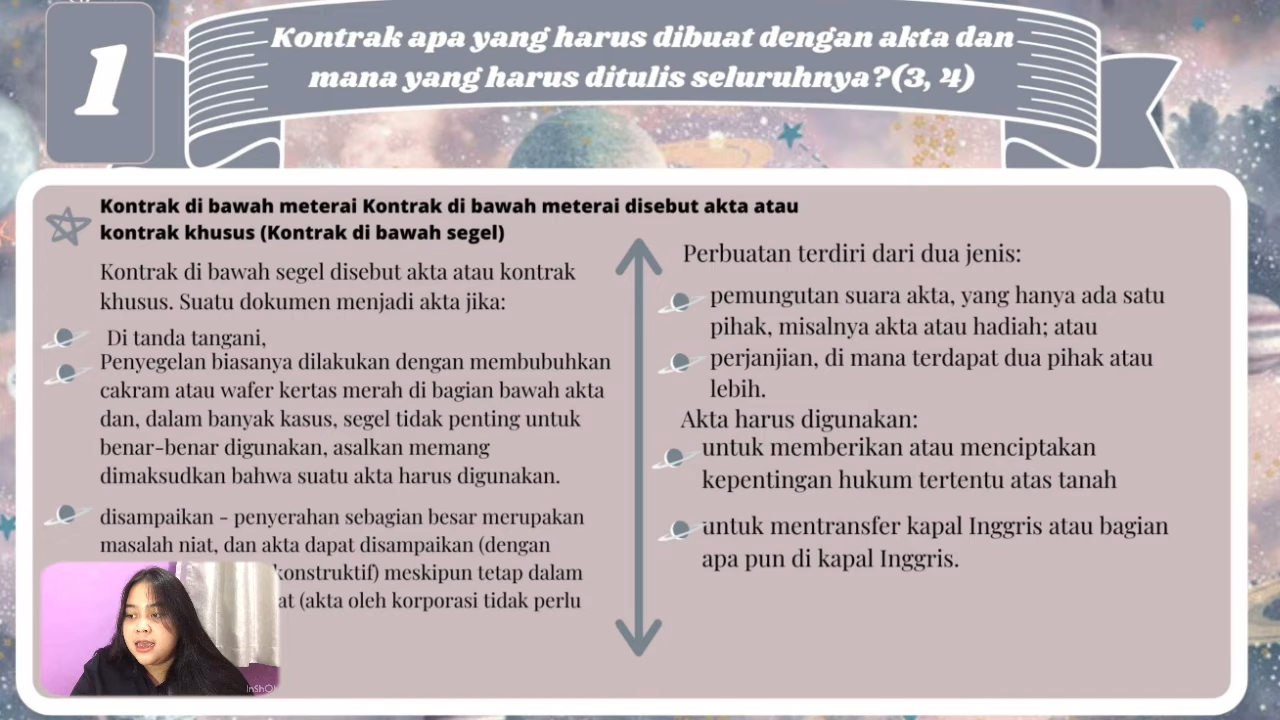 1
Kontrak apa yang harus dibuat dengan akta dan
mana yang harus ditulis seluruhnya?(3, 4)
Kontrak di bawah meterai Kontrak di bawah meterai disebut akta atau
kontrak khusus (Kontrak di bawah segel)
Kontrak di bawah segel disebut akta atau kontrak
khusus. Suatu dokumen menjadi akta jika:
Di tanda tangani,
Penyegelan biasanya dilakukan dengan membubuhkan
cakram atau wafer kertas merah di bagian bawah akta
dan, dalam banyak kasus, segel tidak penting untuk
benar-benar digunakan, asalkan memang
dimaksudkan bahwa suatu akta harus digunakan.
disampaikan - penyerahan sebagian besar merupakan
masalah niat, dan akta dapat disampaikan (dengan
konstruktif) meskipun tetap dalam
at (akta oleh korporasi tidak perlu
Perbuatan terdiri dari dua jenis:
pemungutan suara akta, yang hanya ada satu
pihak, misalnya akta atau hadiah; atau
perjanjian, di mana terdapat dua pihak atau
lebih.
Akta harus digunakan:
untuk memberikan atau menciptakan
kepentingan hukum tertentu atas tanah
untuk mentransfer kapal Inggris atau bagian
apa pun di kapal Inggris.